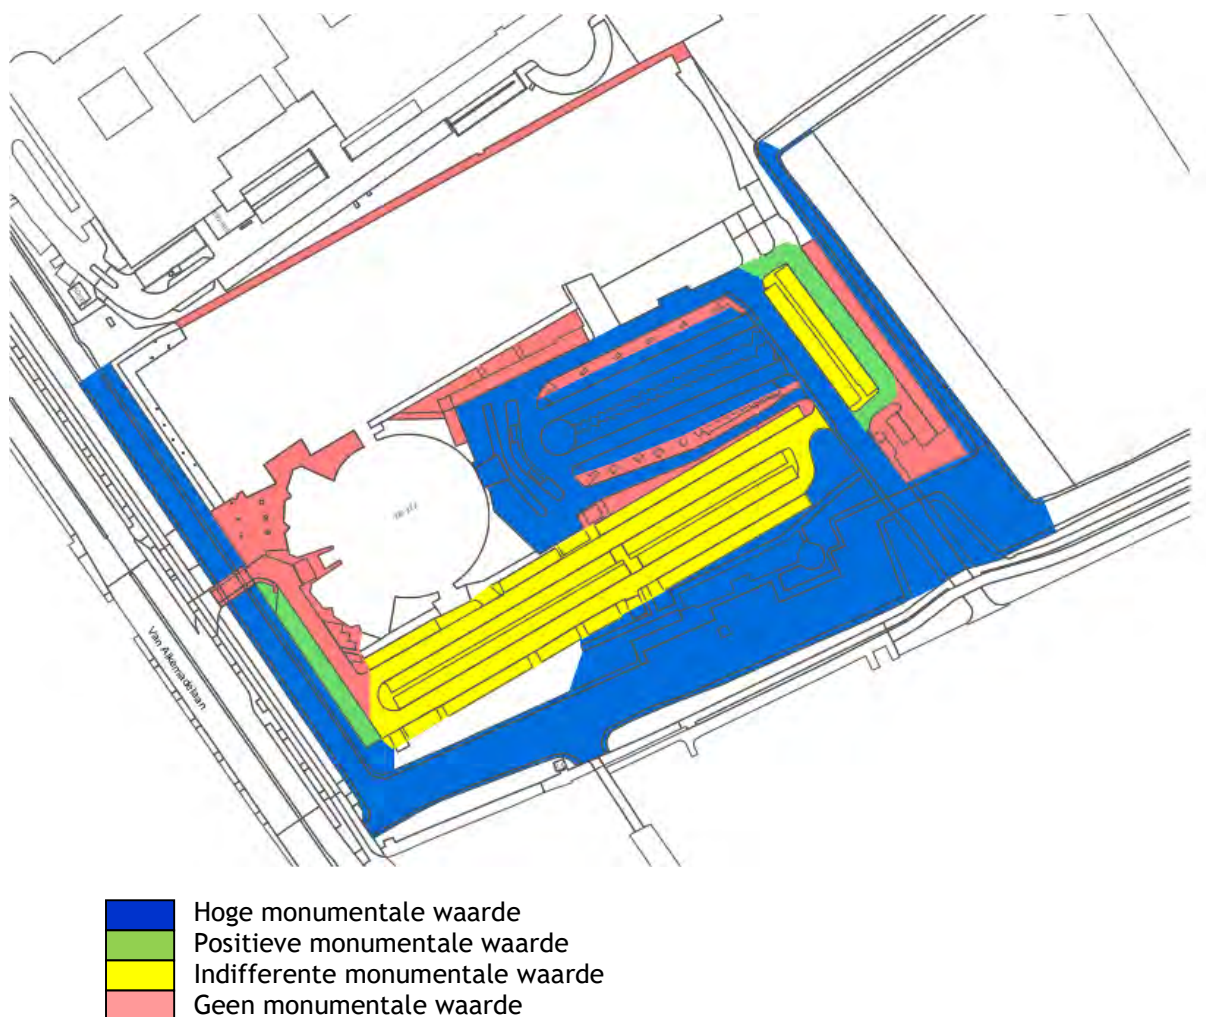 Van Alkemadelaan
Hoge monumentale waarde
Positieve monumentale waarde
Indifferente monumentale waarde
Geen monumentale waarde